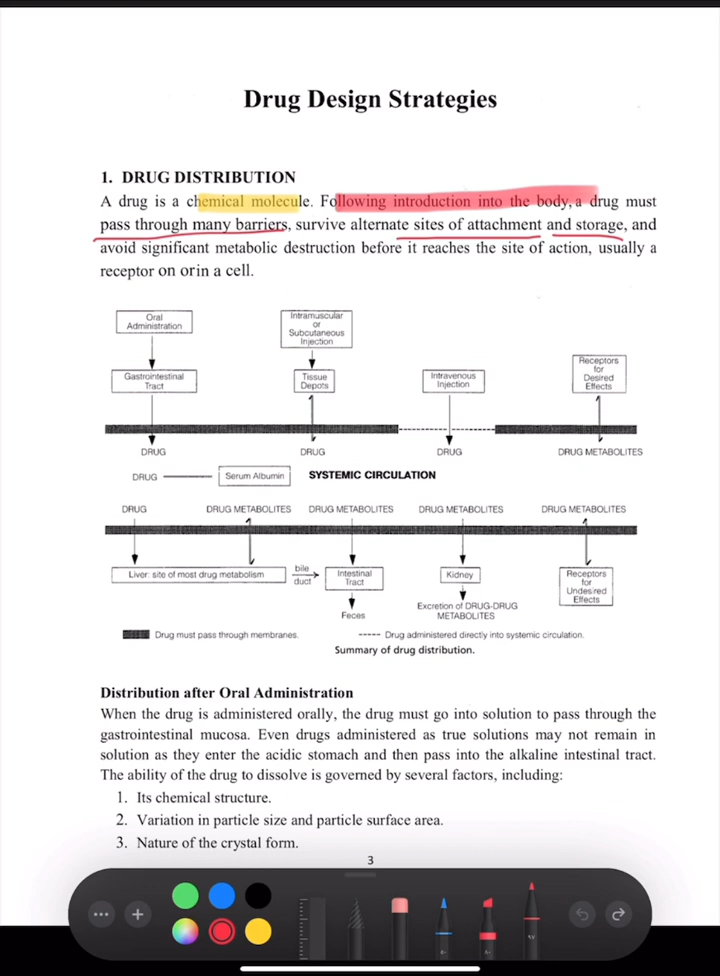 Drug Design Strategies
1. DRUG DISTRIBUTION
A drug is a chemical molecule. Following introduction into the body, a drug must
pass through many barriers, survive alternate sites of attachment and storage, and
avoid significant metabolic destruction before it reaches the site of action, usually a
receptor on orin a cell.
Oral
Administration
Intramuscular
or
Subcutaneous
Injection
Gastrointestinal
Tract
Tissue
Depots
Intravenous
Injection
Receptors
for
Desired
Effects
DRUG
DRUG
DRUG
DRUG METABOLITES
DRUG
Serum Albumin
SYSTEMIC CIRCULATION
DRUG
DRUG METABOLITES
DRUG METABOLITES
DRUG METABOLITES
DRUG METABOLITES
Liver: site of most drug metabolism
bile
duct
Intestinal
Tract
Kidney
Receptors
for
Undesired
Effects
Feces
Excretion of DRUG-DRUG
METABOLITES
Drug must pass through membranes.
Drug administered directly into systemic circulation.
Summary of drug distribution.
Distribution after Oral Administration
When the drug is administered orally, the drug must go into solution to pass through the
gastrointestinal mucosa. Even drugs administered as true solutions may not remain in
solution as they enter the acidic stomach and then pass into the alkaline intestinal tract.
The ability of the drug to dissolve is governed by several factors, including:
1. Its chemical structure.
2. Variation in particle size and particle surface area.
3. Nature of the crystal form.
3